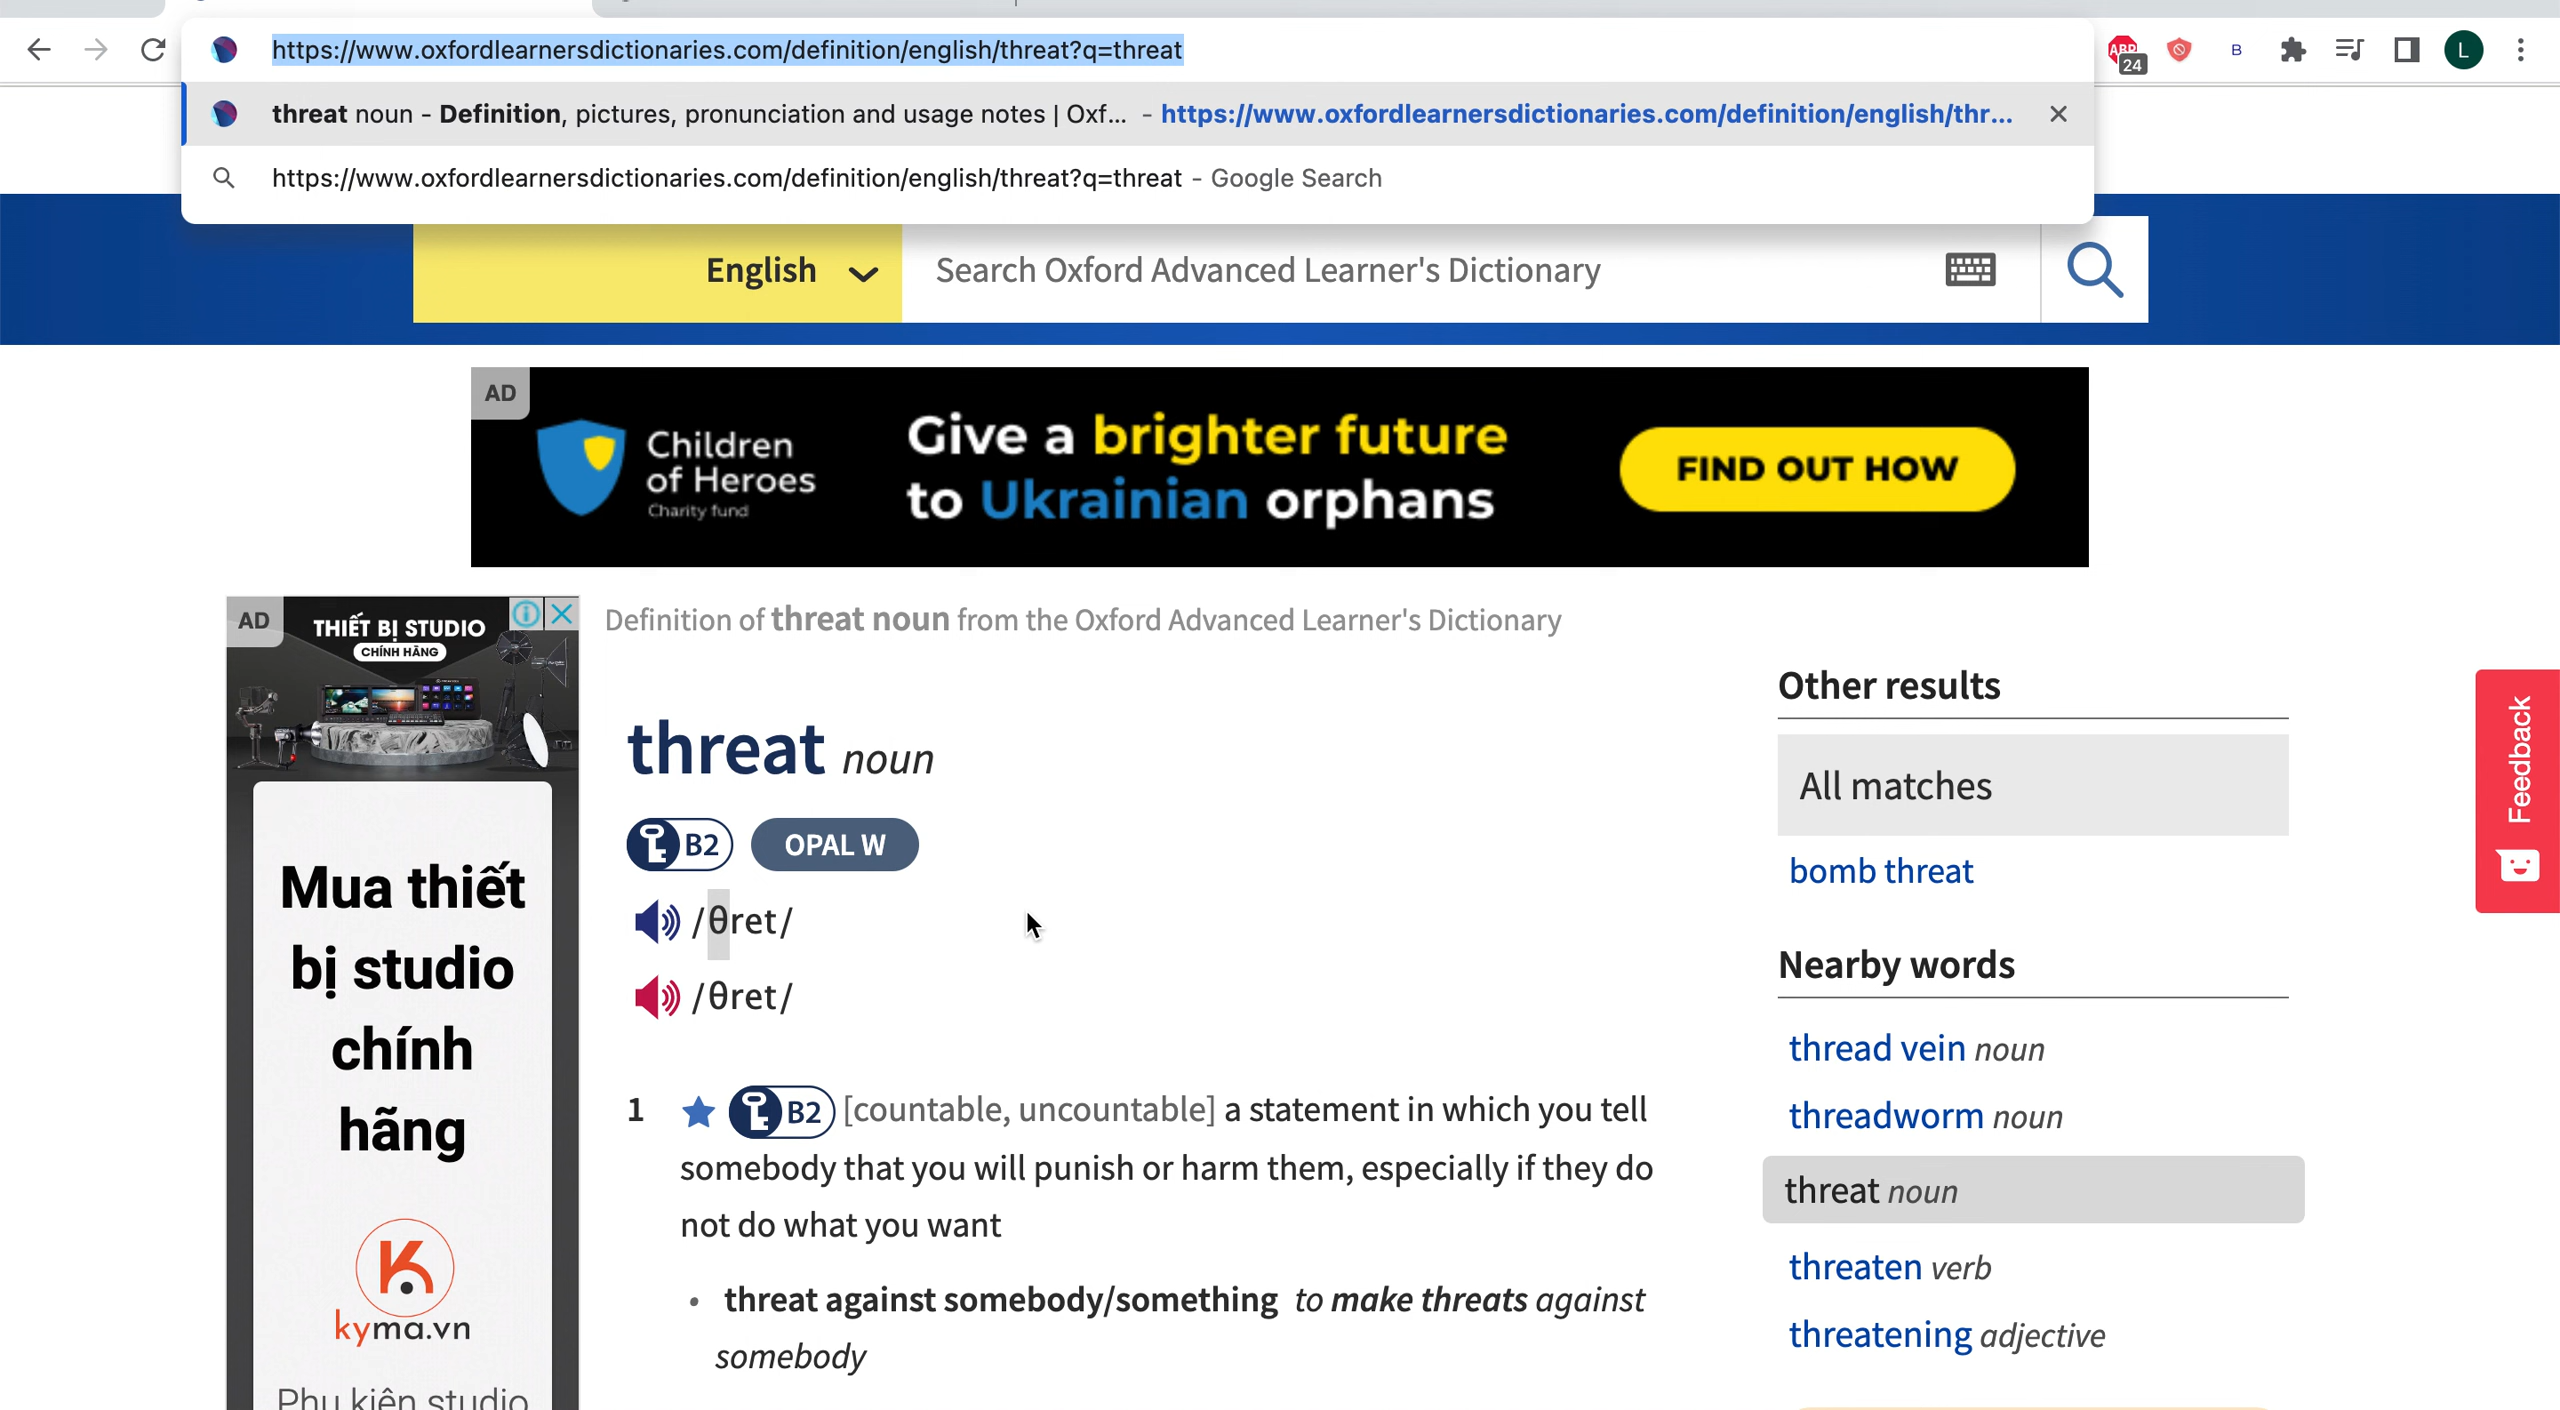 https://www.oxfordlearnersdictionaries.com/definition/english/threat?q=threat
ABP
24
B
L
threat noun - Definition, pictures, pronunciation and usage notes | Oxf... - https://www.oxfordlearnersdictionaries.com/definition/english/thr...
https://www.oxfordlearnersdictionaries.com/definition/english/threat?q=threat - Google Search
English
Search Oxford Advanced Learner's Dictionary
AD
Children
of Heroes
Charity fund
Give a brighter future
to Ukrainian orphans
FIND OUT HOW
AD
THIẾT BỊ STUDIO
CHÍNH HÃNG
Mua thiết
bị studio
chính
hãng
kyma.vn
Phụ kiện studio
Definition of threat noun from the Oxford Advanced Learner's Dictionary
threat noun
B2 OPAL W
/θret/
/θret/
1 B2 [countable, uncountable] a statement in which you tell
somebody that you will punish or harm them, especially if they do
not do what you want
• threat against somebody/something to make threats against
somebody
Other results
All matches
bomb threat
Nearby words
thread vein noun
threadworm noun
threat noun
threaten verb
threatening adjective
Feedback